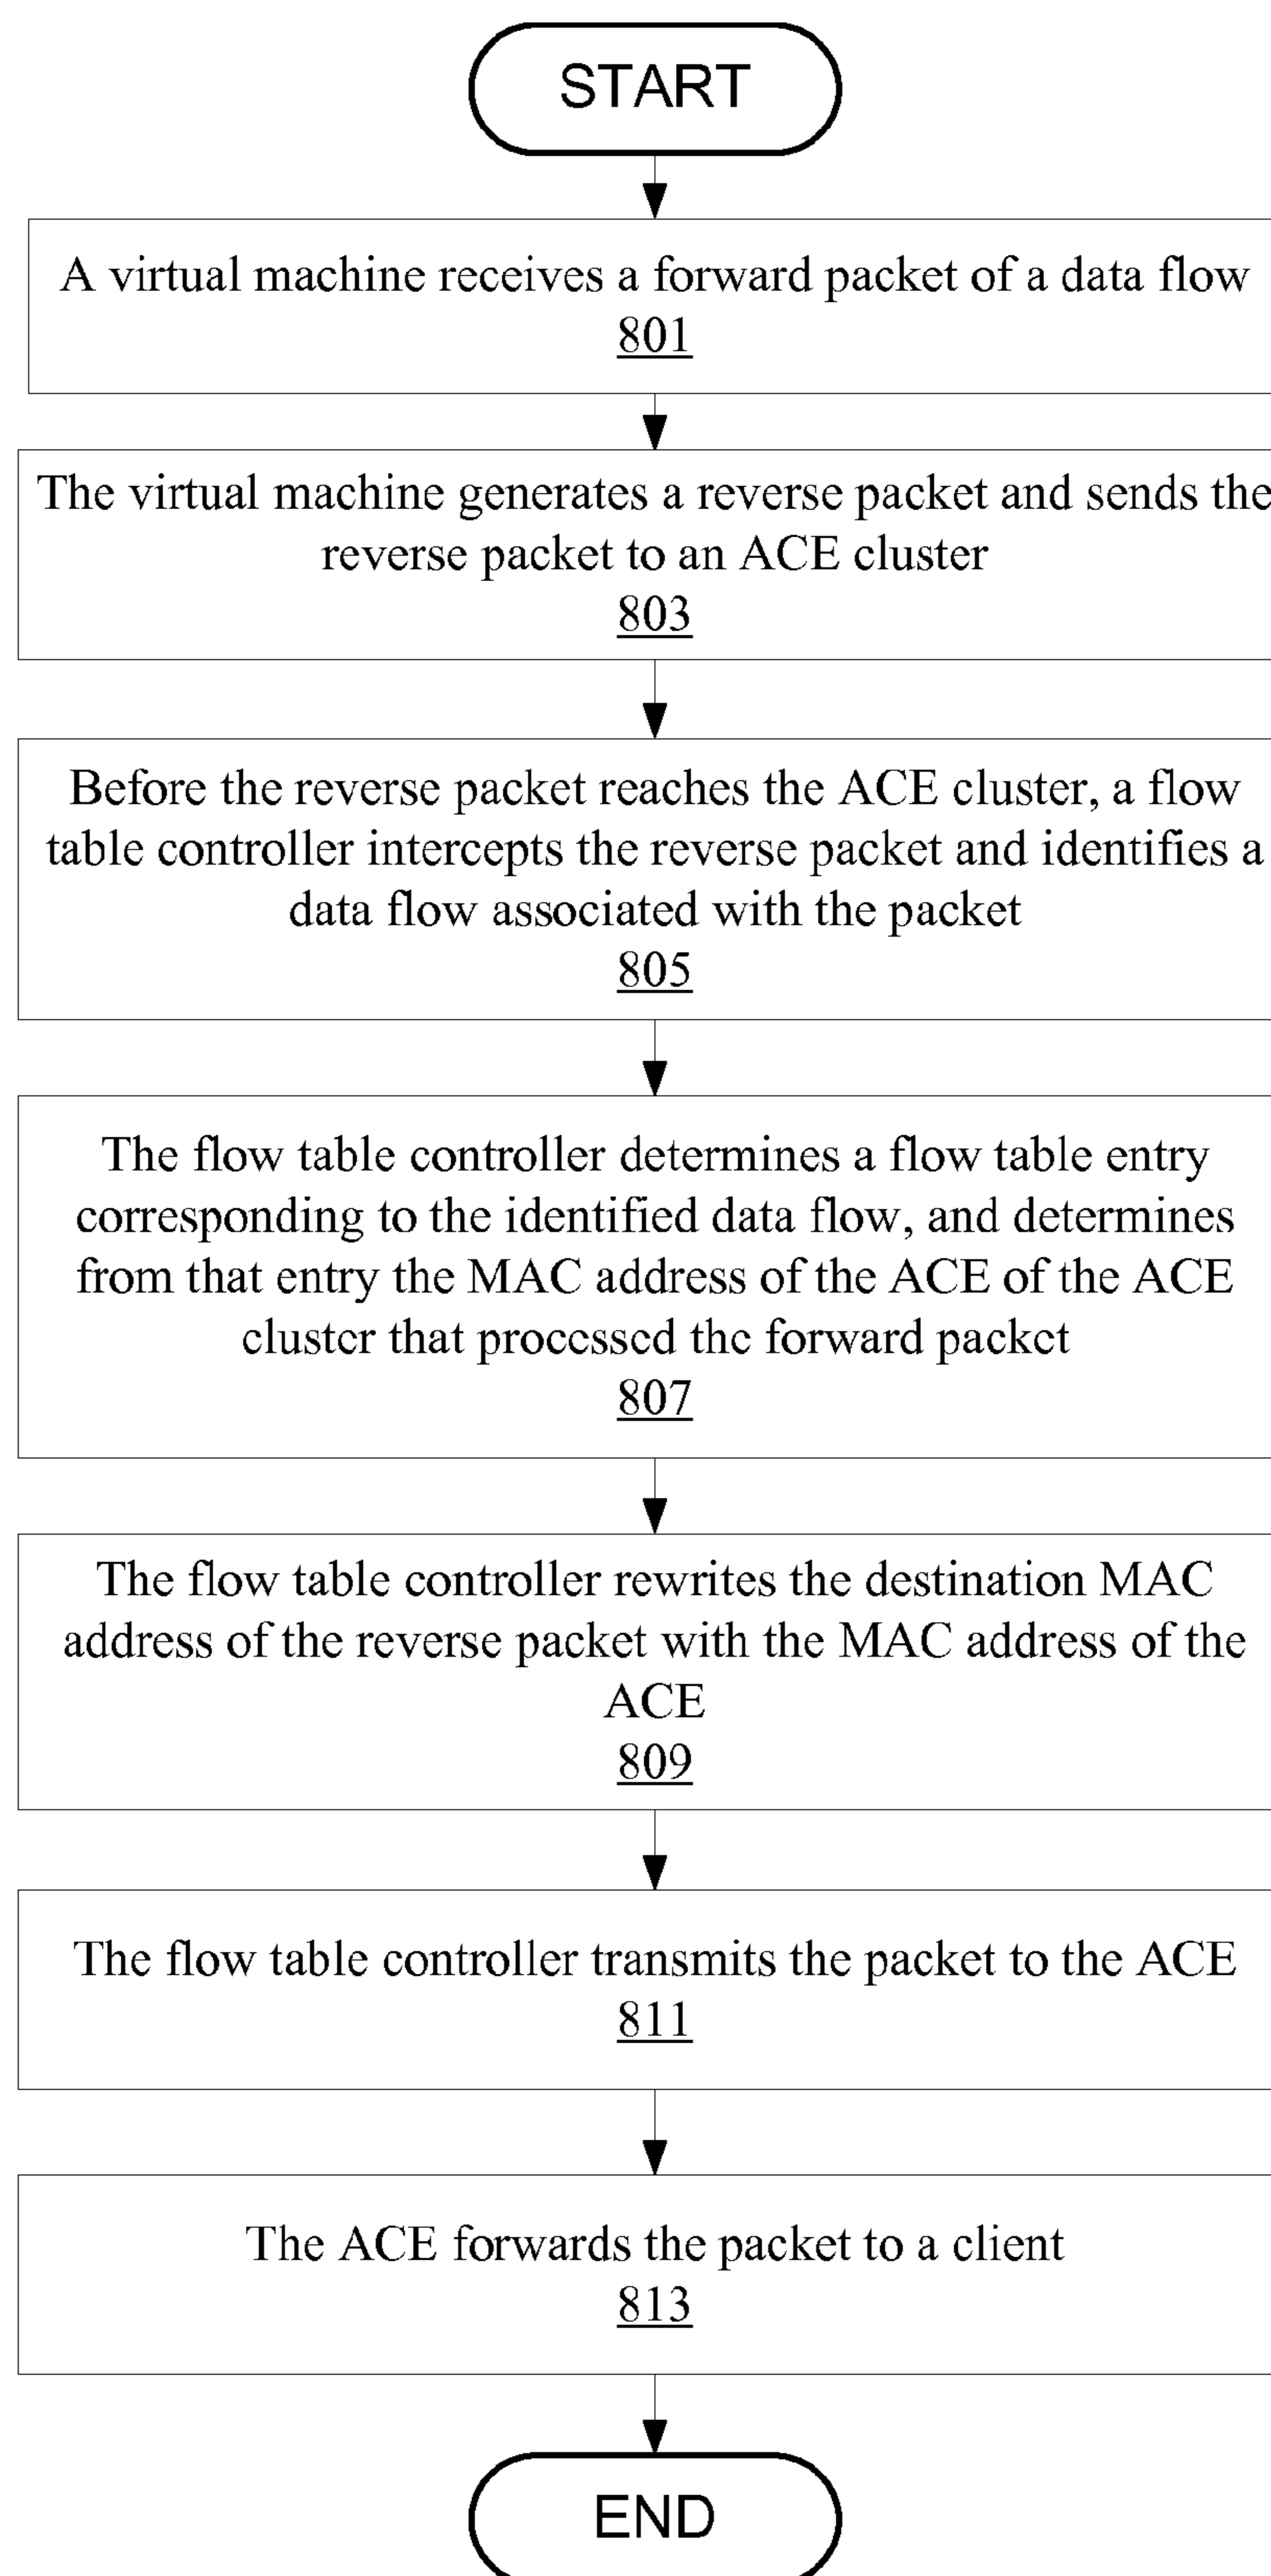 START
A virtual machine receives a forward packet of a data flow
801
The virtual machine generates a reverse packet and sends the
reverse packet to an ACE cluster
803
Before the reverse packet reaches the ACE cluster, a flow
table controller intercepts the reverse packet and identifies a
data flow associated with the packet
805
The flow table controller determines a flow table entry
corresponding to the identified data flow, and determines
from that entry the MAC address of the ACE of the ACE
cluster that processed the forward packet
807
The flow table controller rewrites the destination MAC
address of the reverse packet with the MAC address of the
ACE
809
The flow table controller transmits the packet to the ACE
811
The ACE forwards the packet to a client
813
END